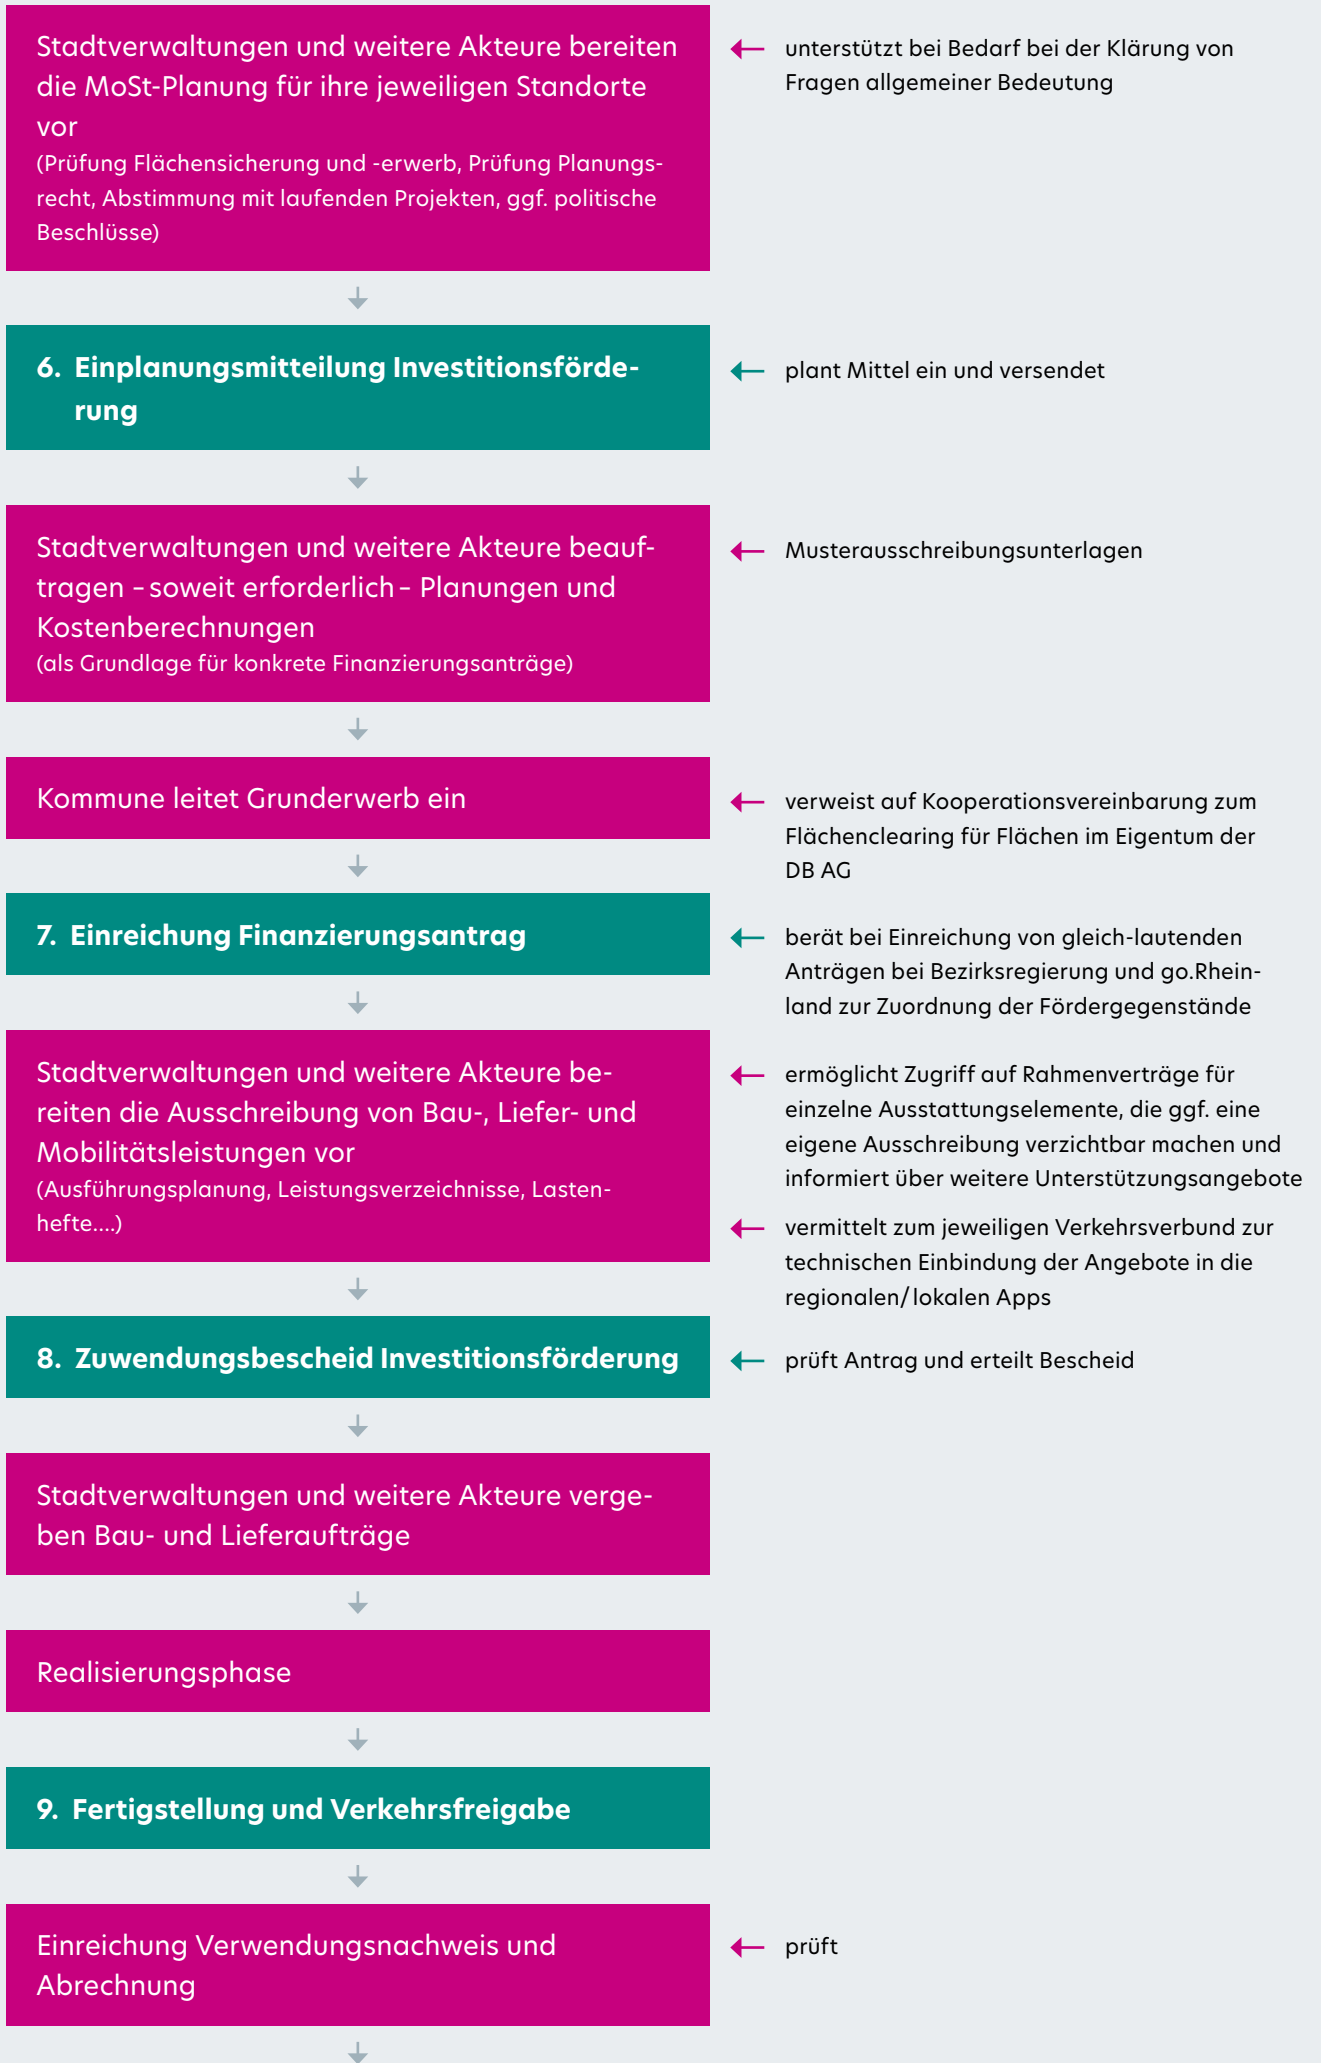 Stadtverwaltungen und weitere Akteure bereiten
die MoSt-Planung für ihre jeweiligen Standorte
vor
(Prüfung Flächensicherung und -erwerb, Prüfung Planungs-
recht, Abstimmung mit laufenden Projekten, ggf. politische
Beschlüsse)
unterstützt bei Bedarf bei der Klärung von
Fragen allgemeiner Bedeutung
6. Einplanungsmitteilung Investitionsförde-
rung
plant Mittel ein und versendet
Stadtverwaltungen und weitere Akteure beauf-
tragen – soweit erforderlich – Planungen und
Kostenberechnungen
(als Grundlage für konkrete Finanzierungsanträge)
Musterausschreibungsunterlagen
Kommune leitet Grunderwerb ein
verweist auf Kooperationsvereinbarung zum
Flächenclearing für Flächen im Eigentum der
DB AG
7. Einreichung Finanzierungsantrag
berät bei Einreichung von gleich-lautenden
Anträgen bei Bezirksregierung und go.Rhein-
land zur Zuordnung der Fördergegenstände
Stadtverwaltungen und weitere Akteure be-
reiten die Ausschreibung von Bau-, Liefer- und
Mobilitätsleistungen vor
(Ausführungsplanung, Leistungsverzeichnisse, Lasten-
hefte....)
ermöglicht Zugriff auf Rahmenverträge für
einzelne Ausstattungselemente, die ggf. eine
eigene Ausschreibung verzichtbar machen und
informiert über weitere Unterstützungsangebote
vermittelt zum jeweiligen Verkehrsverbund zur
technischen Einbindung der Angebote in die
regionalen/lokalen Apps
8. Zuwendungsbescheid Investitionsförderung
prüft Antrag und erteilt Bescheid
Stadtverwaltungen und weitere Akteure verge-
ben Bau- und Lieferaufträge
Realisierungsphase
9. Fertigstellung und Verkehrsfreigabe
Einreichung Verwendungsnachweis und
Abrechnung
prüft